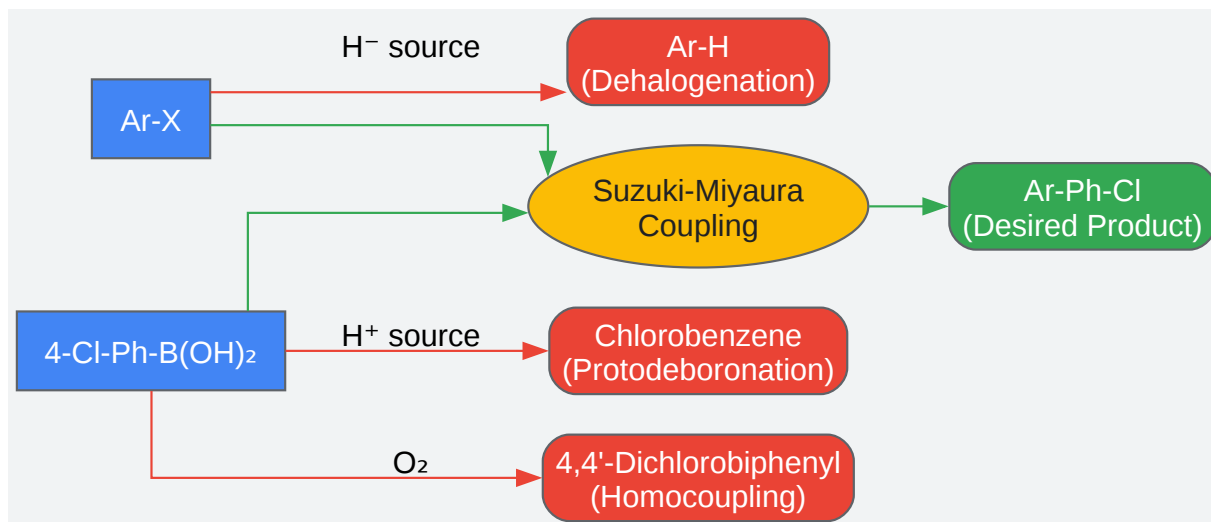 H⁻ source
Ar-H
(Dehalogenation)
Ar-X
Suzuki-Miyaura
Coupling
Ar-Ph-Cl
(Desired Product)
4-Cl-Ph-B(OH)₂
H⁺ source
Chlorobenzene
(Protodeboronation)
O₂
4,4'-Dichlorobiphenyl
(Homocoupling)